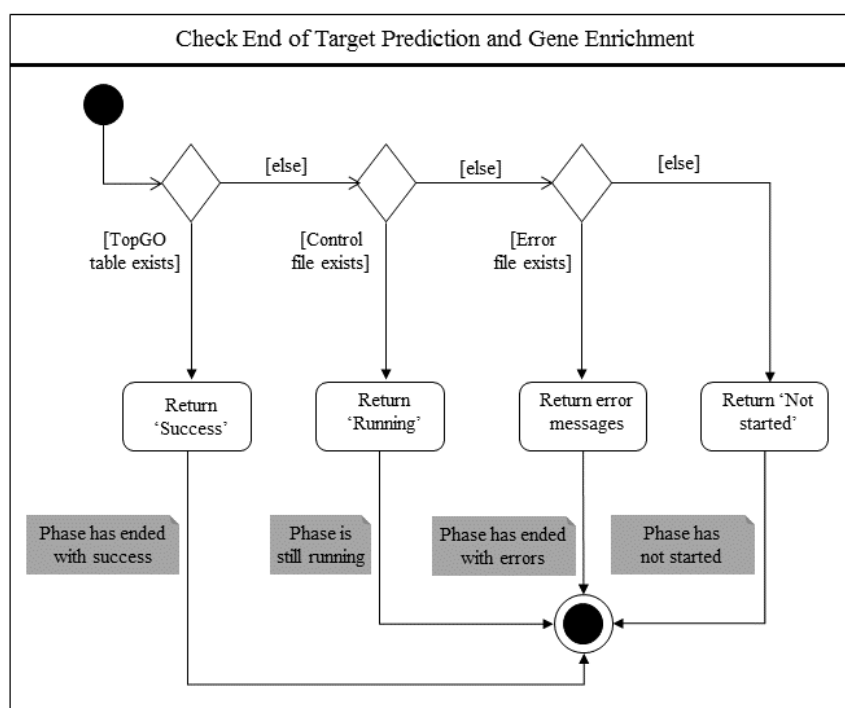 Check End of Target Prediction and Gene Enrichment
[else]
[else]
[else]
[TopGO
table exists]
[Control
file exists]
[Error
file exists]
Return
‘Success’
Return
‘Running’
Return error
messages
Return ‘Not
started’
Phase has ended
with success
Phase is
still running
Phase has ended
with errors
Phase has
not started